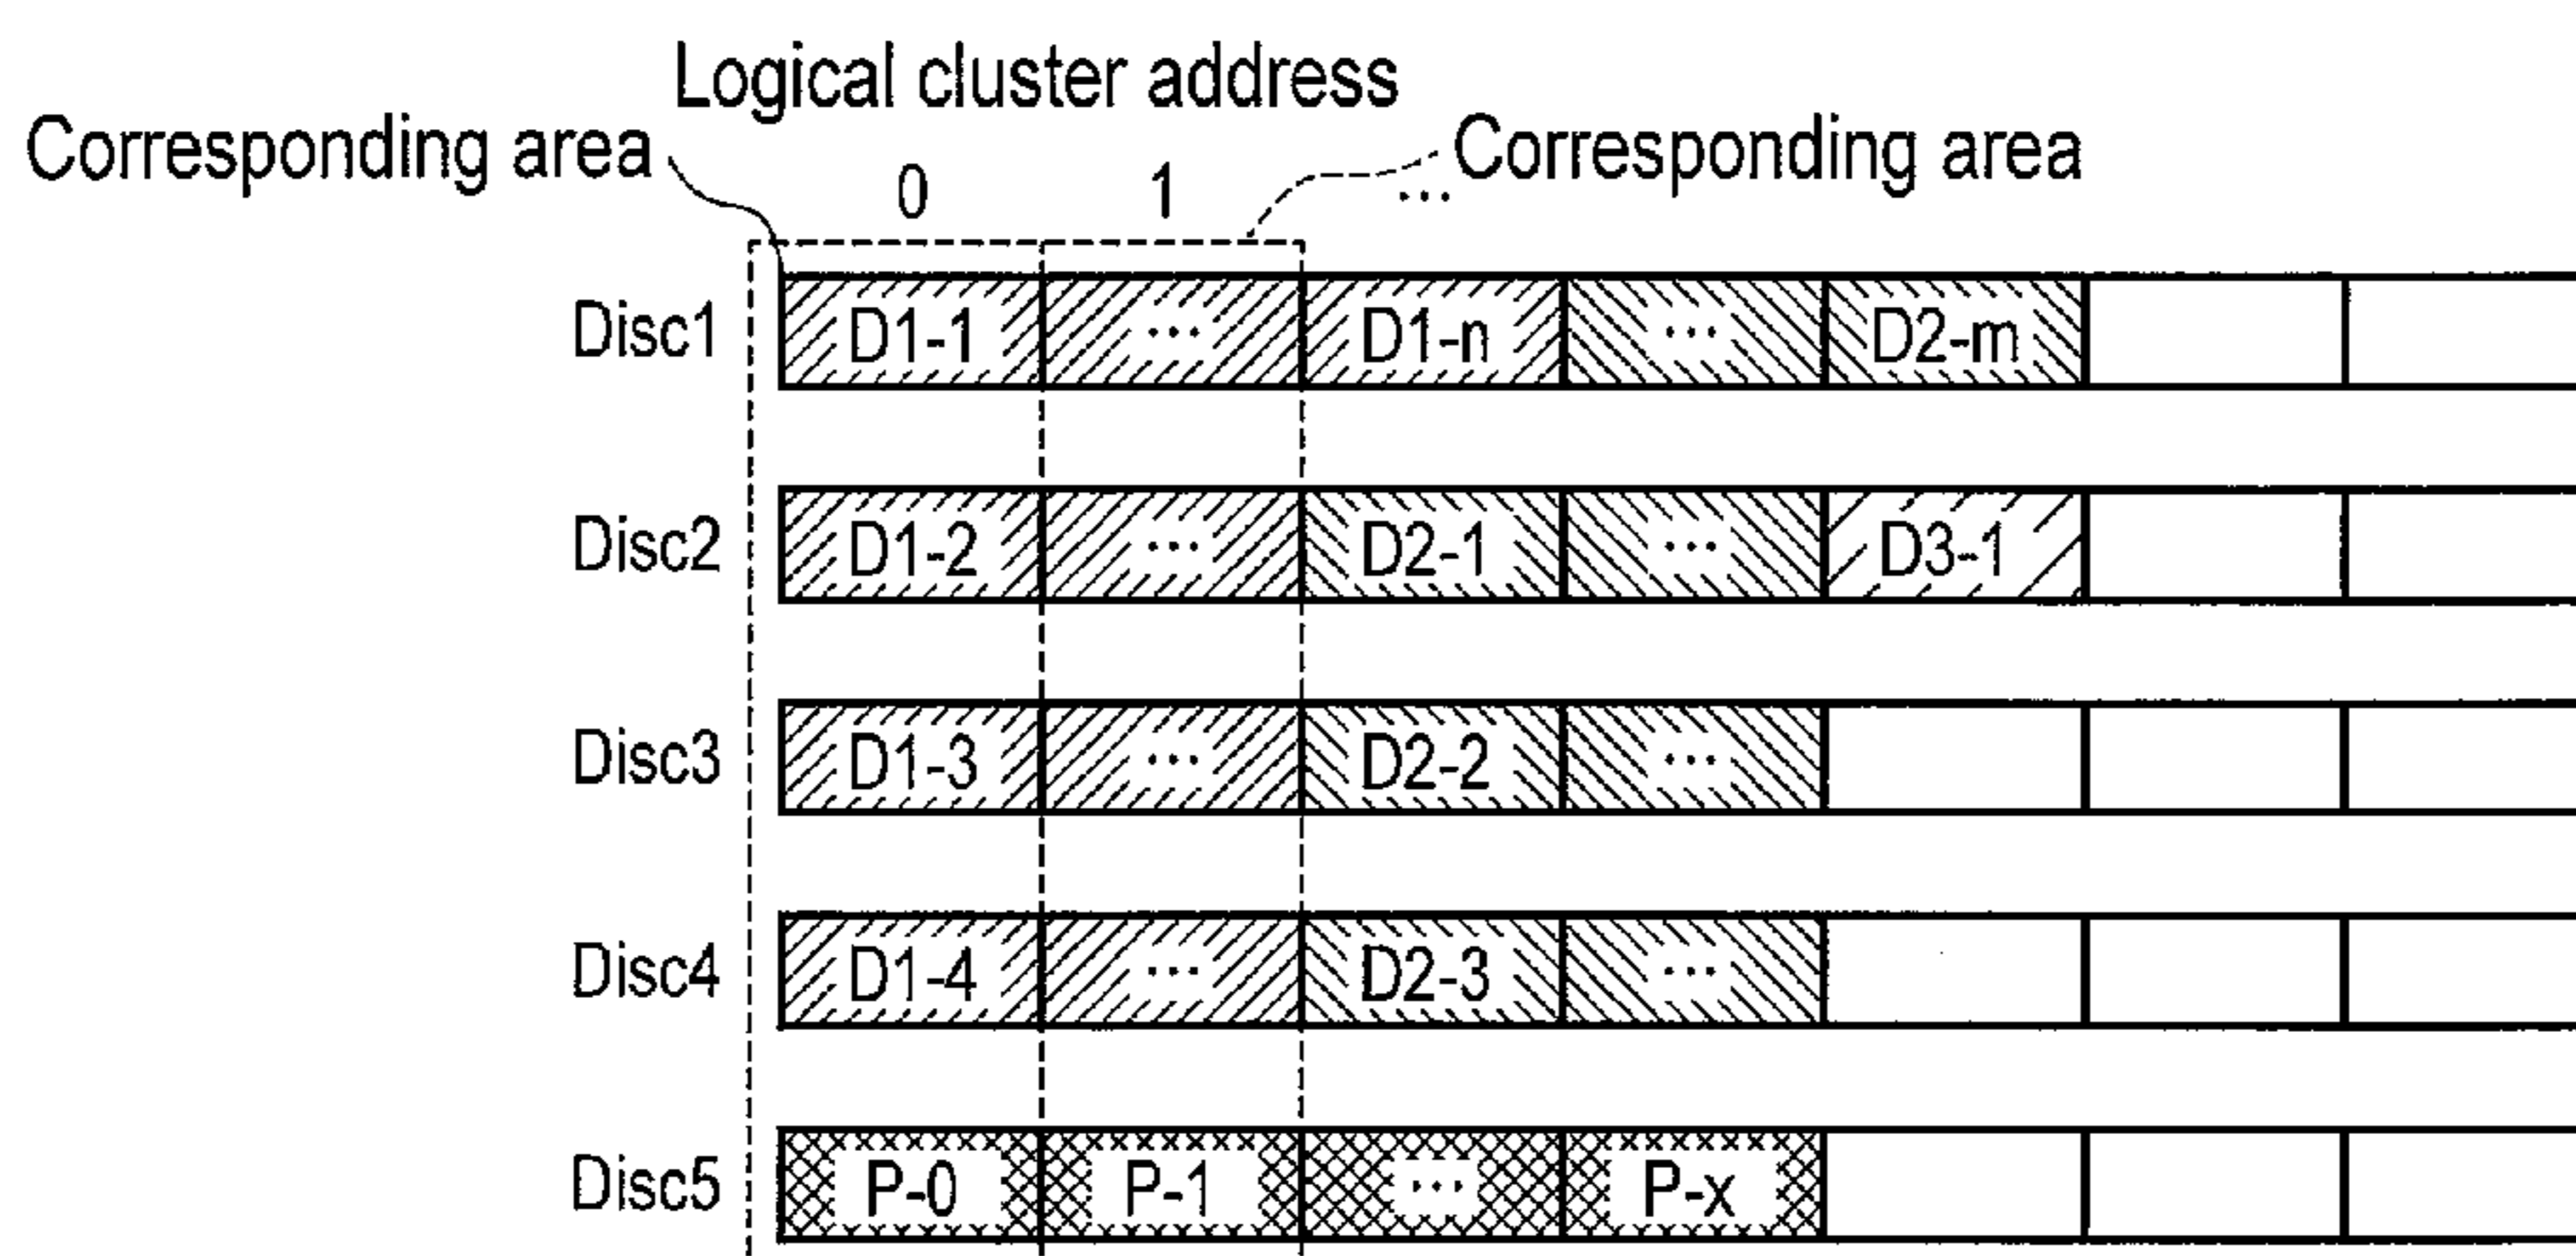 Logical cluster address
Corresponding area
0 1 ... Corresponding area
Disc1 D1-1 ... D1-n ... D2-m
Disc2 D1-2 ... D2-1 ... D3-1
Disc3 D1-3 ... D2-2 ...
Disc4 D1-4 ... D2-3 ...
Disc5 P-0 P-1 ... P-x